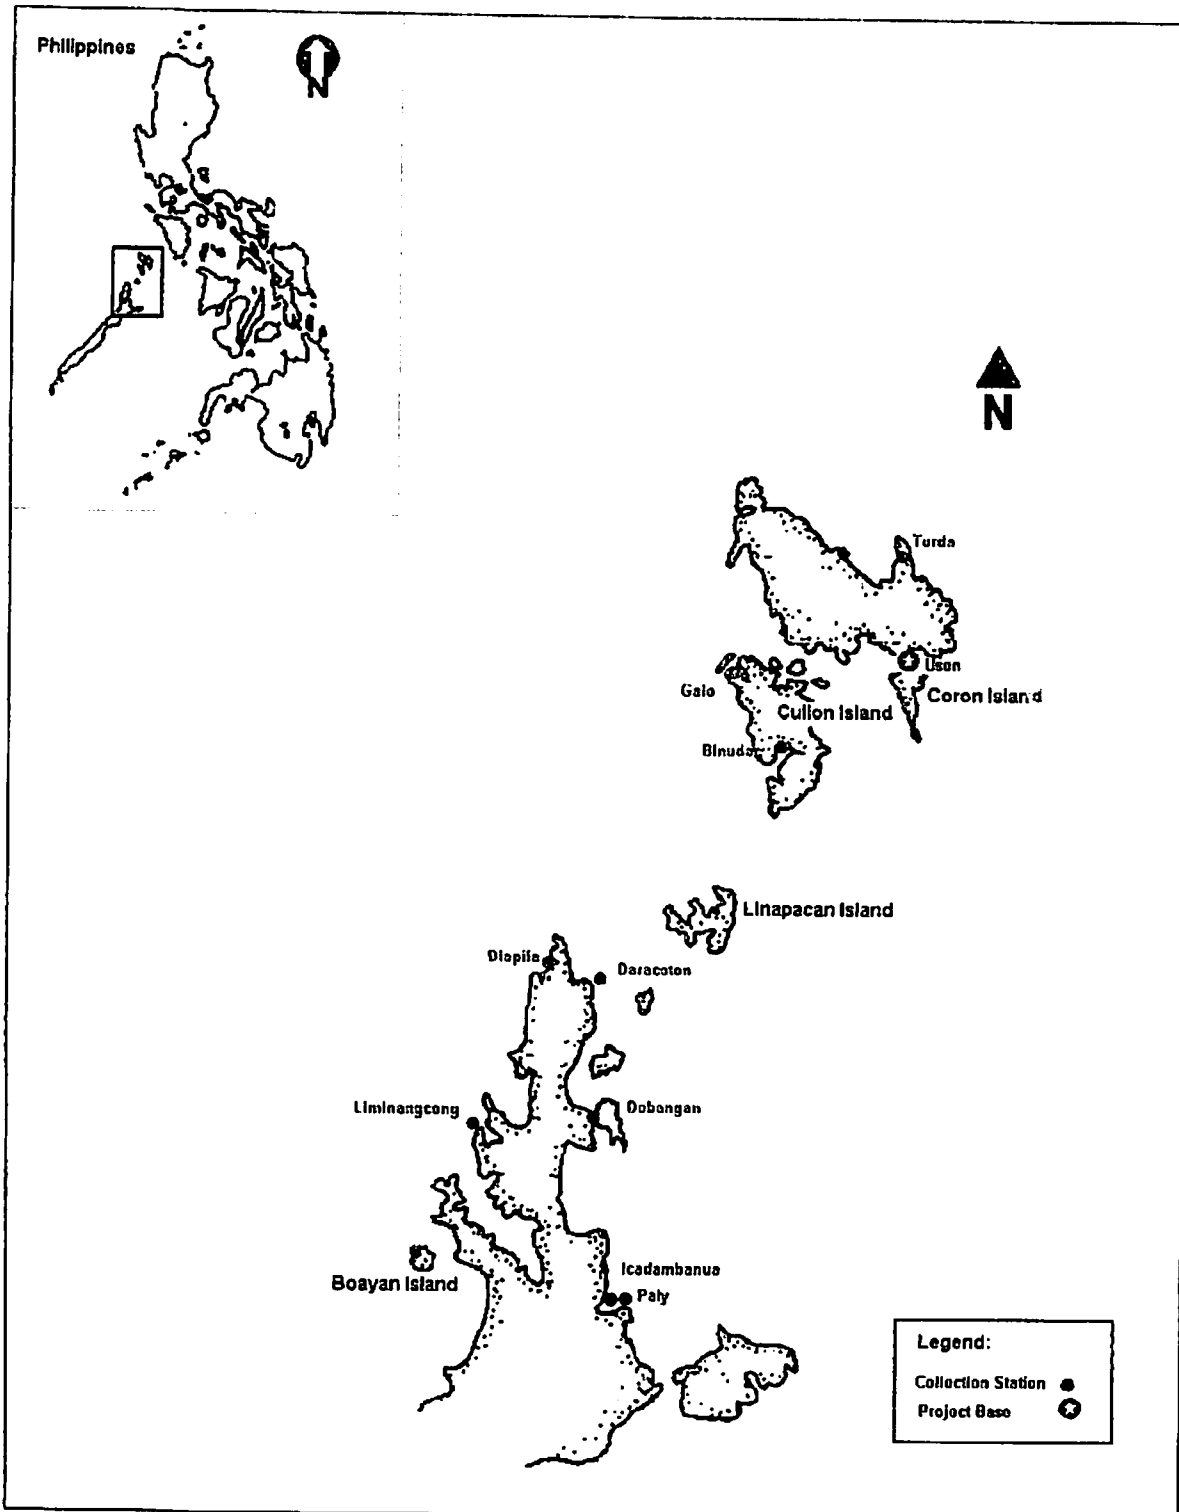 Philippines
N
N
Turda
Uson
Coron Island
Galo
Culion Island
Binudac
Linapacan Island
Diapila
Daracoton
Liminangcong
Dobangan
Icadambanua
Paly
Boayan Island
Legend:
Collection Station
Project Base